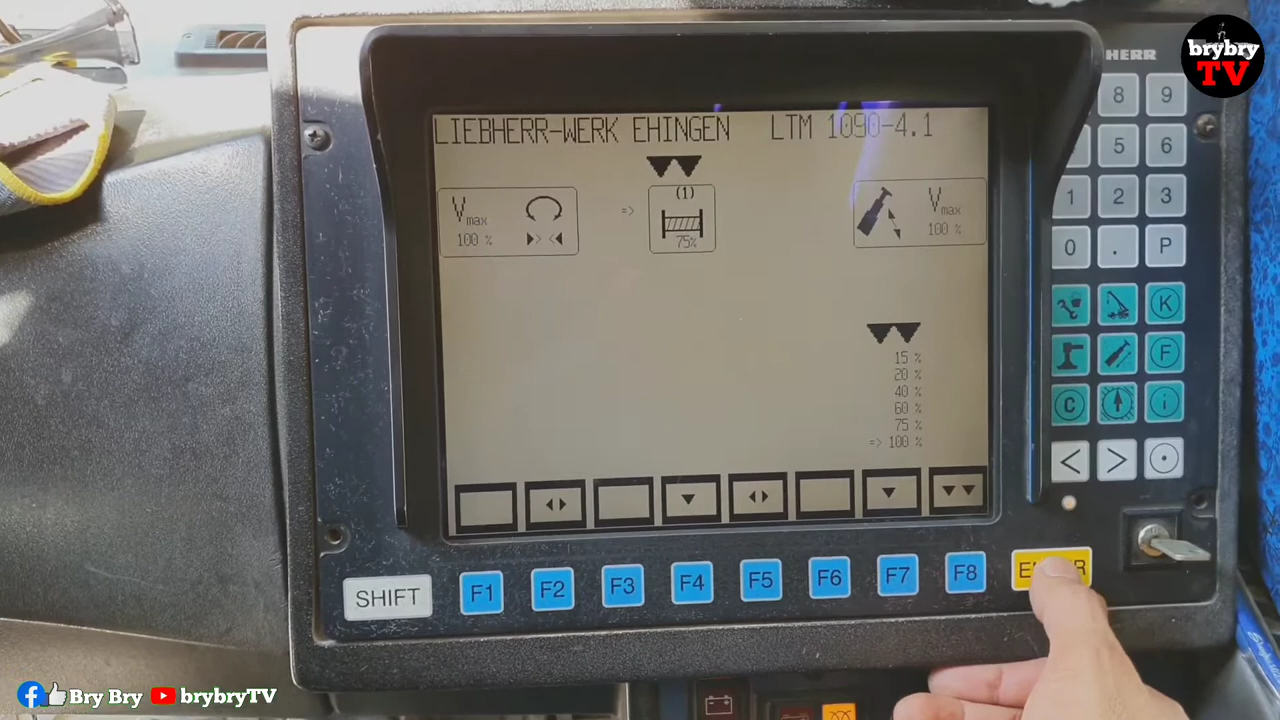 brybry
TV
HERR
LIEBHERR-WERK EHINGEN LTM 1090-4.1
(1)
Vmax
100 %
=>
75%
Vmax
100 %
15 %
20 %
40 %
60 %
75 %
=> 100 %
8 9
5 6
1 2 3
0 . P
K
F
C i
< >
SHIFT F1 F2 F3 F4 F5 F6 F7 F8
Bry Bry brybryTV